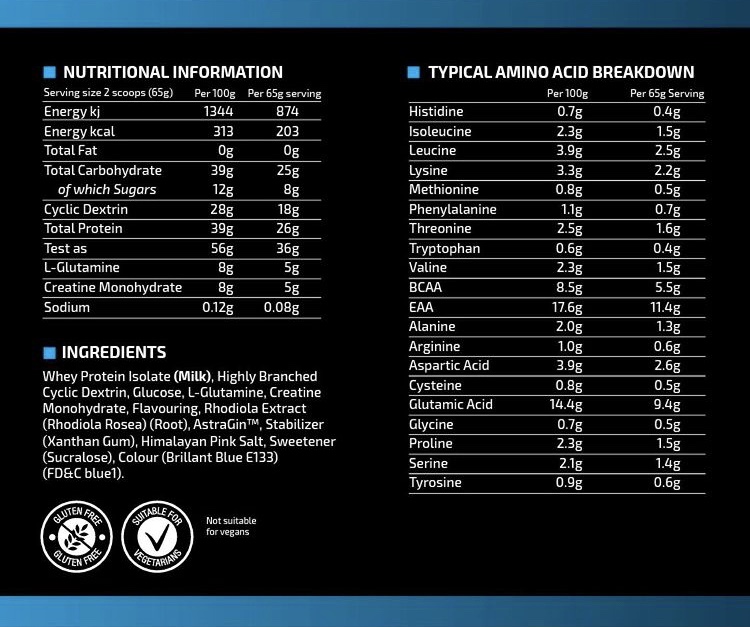 NUTRITIONAL INFORMATION
Serving size 2 scoops (65g) Per 100g Per 65g serving
Energy kj 1344 874
Energy kcal 313 203
Total Fat 0g 0g
Total Carbohydrate 39g 25g
of which Sugars 12g 8g
Cyclic Dextrin 28g 18g
Total Protein 39g 26g
Test as 56g 36g
L-Glutamine 8g 5g
Creatine Monohydrate 8g 5g
Sodium 0.12g 0.08g
INGREDIENTS
Whey Protein Isolate (Milk), Highly Branched
Cyclic Dextrin, Glucose, L-Glutamine, Creatine
Monohydrate, Flavouring, Rhodiola Extract
(Rhodiola Rosea) (Root), AstraGin™, Stabilizer
(Xanthan Gum), Himalayan Pink Salt, Sweetener
(Sucralose), Colour (Brillant Blue E133)
(FD&C blue1).
GLUTEN FREE
GLUTEN FREE
SUITABLE FOR
VEGETARIANS
Not suitable
for vegans
TYPICAL AMINO ACID BREAKDOWN
Per 100g Per 65g Serving
Histidine 0.7g 0.4g
Isoleucine 2.3g 1.5g
Leucine 3.9g 2.5g
Lysine 3.3g 2.2g
Methionine 0.8g 0.5g
Phenylalanine 1.1g 0.7g
Threonine 2.5g 1.6g
Tryptophan 0.6g 0.4g
Valine 2.3g 1.5g
BCAA 8.5g 5.5g
EAA 17.6g 11.4g
Alanine 2.0g 1.3g
Arginine 1.0g 0.6g
Aspartic Acid 3.9g 2.6g
Cysteine 0.8g 0.5g
Glutamic Acid 14.4g 9.4g
Glycine 0.7g 0.5g
Proline 2.3g 1.5g
Serine 2.1g 1.4g
Tyrosine 0.9g 0.6g